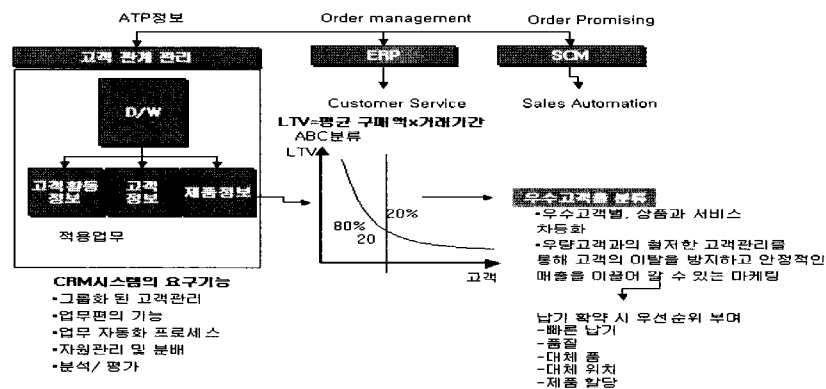 ATP정보
Order management
Order Promising
고객 관계 관리
ERP
SCM
D/W
Customer Service
Sales Automation
LTV=평균 구매액×거래기간
ABC분류
LTV
고객활동
정보
고객
정보
제품정보
적용업무
80%
20
20%
고객
우수고객을 분류
•우수고객별, 상품과 서비스
차등화
•우량고객과의 철저한 고객관리를
통해 고객의 이탈을 방지하고 안정적인
매출을 이끌어 갈 수 있는 마케팅
CRM시스템의 요구기능
•그룹화 된 고객관리
•업무편의 기능
•업무 자동화 프로세스
•자원관리 및 분배
•분석/ 평가
납기 확약 시 우선순위 부며
-빠른 납기
-품질
-대체 품
-대체 위치
-제품 할당